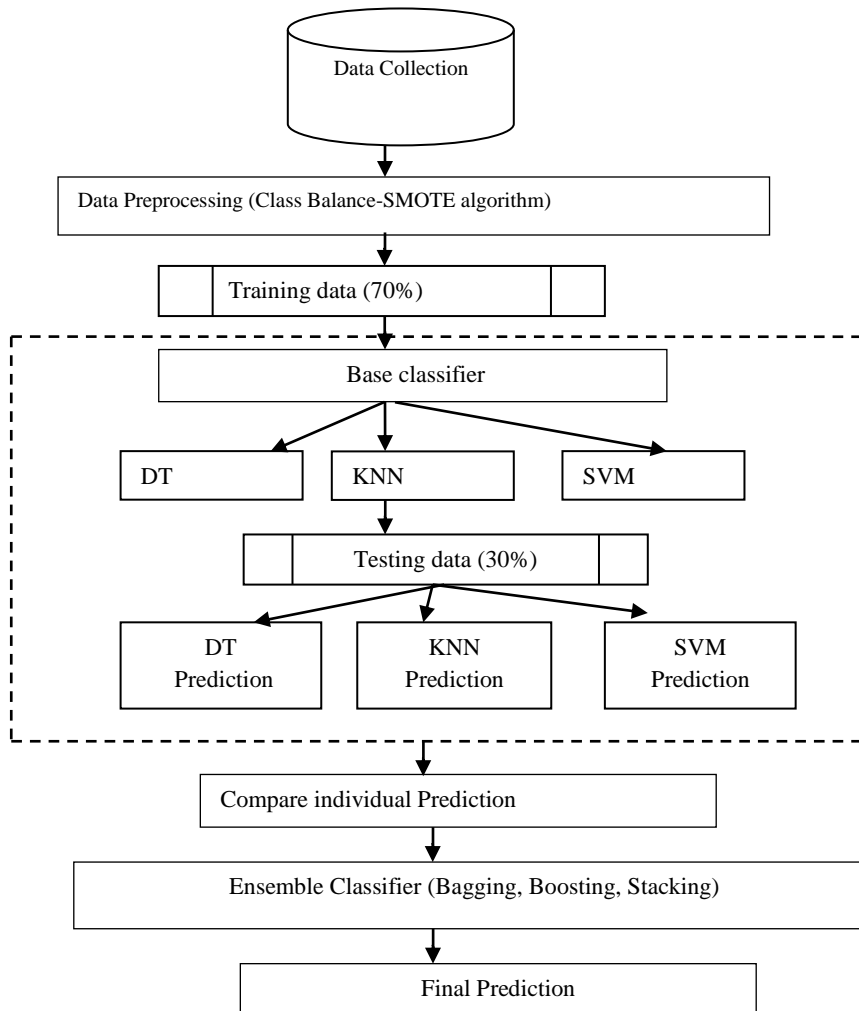 Data Collection
Data Preprocessing (Class Balance-SMOTE algorithm)
Training data (70%)
Base classifier
DT
KNN
SVM
Testing data (30%)
DT
Prediction
KNN
Prediction
SVM
Prediction
Compare individual Prediction
Ensemble Classifier (Bagging, Boosting, Stacking)
Final Prediction